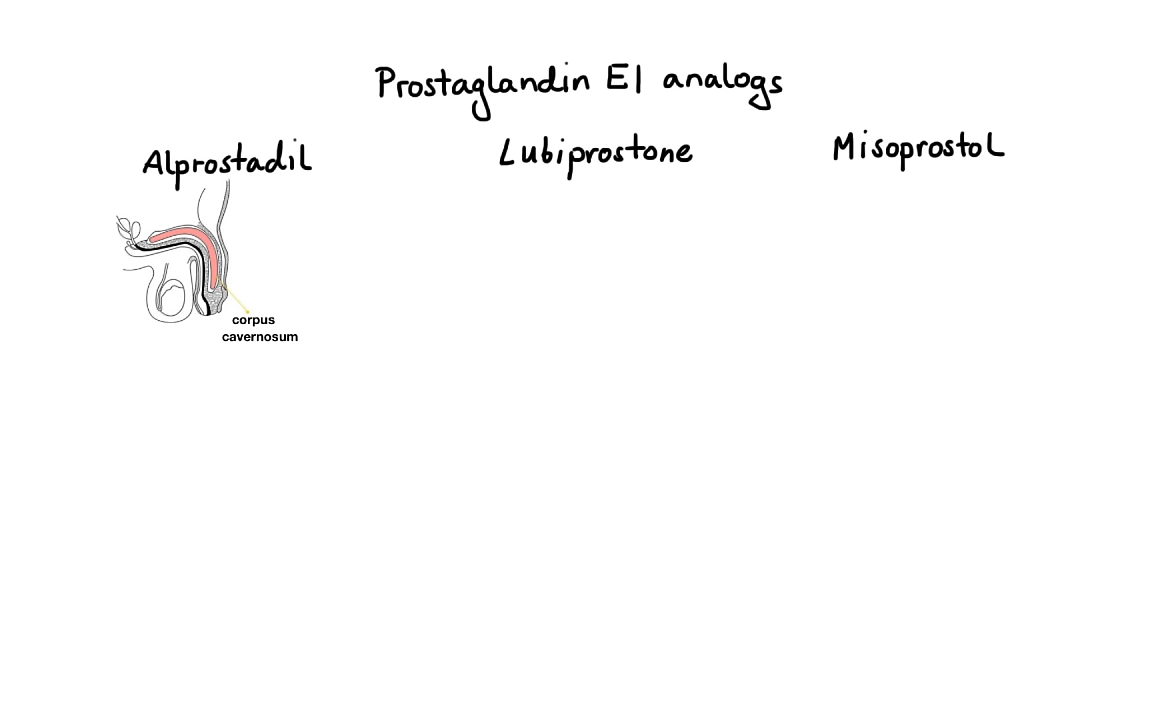 Prostaglandin E1 analogs
Alprostadil
Lubiprostone
Misoprostol
corpus
cavernosum